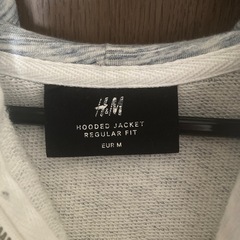 H&M
HOODED JACKET
REGULAR FIT
EUR M